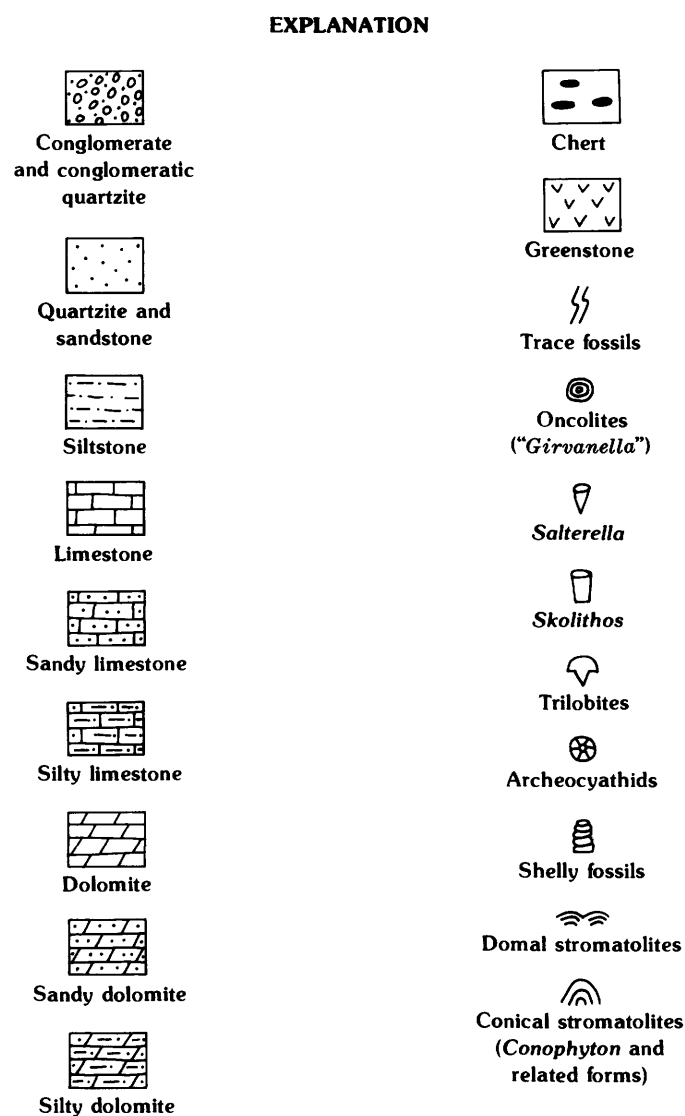 EXPLANATION
Conglomerate
and conglomeratic
quartzite
Quartzite and
sandstone
Siltstone
Limestone
Sandy limestone
Silty limestone
Dolomite
Sandy dolomite
Silty dolomite
Chert
Greenstone
Trace fossils
Oncolites
(“Girvanella”)
Salterella
Skolithos
Trilobites
Archeocyathids
Shelly fossils
Domal stromatolites
Conical stromatolites
(Conophyton and
related forms)